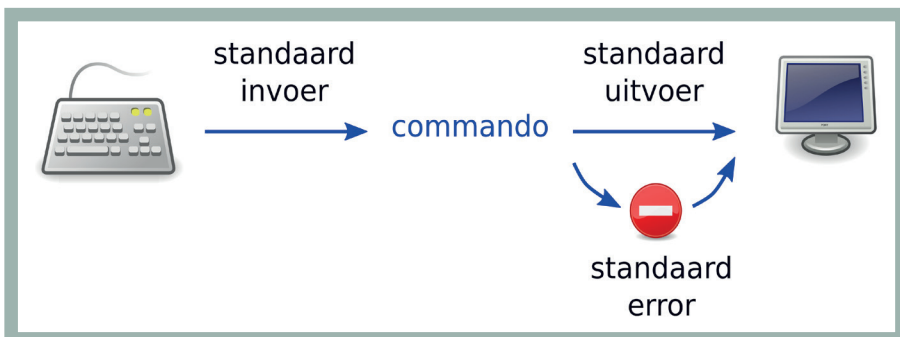 standaard
invoer
commando
standaard
uitvoer
standaard
error